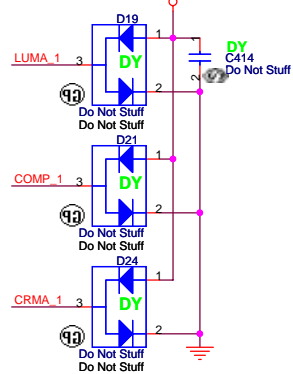 D19
1
LUMA_1
3
DY
2
Do Not Stuff
Do Not Stuff
1
DY
C414
Do Not Stuff
2
D21
1
COMP_1
3
DY
2
Do Not Stuff
Do Not Stuff
D24
1
CRMA_1
3
DY
2
Do Not Stuff
Do Not Stuff